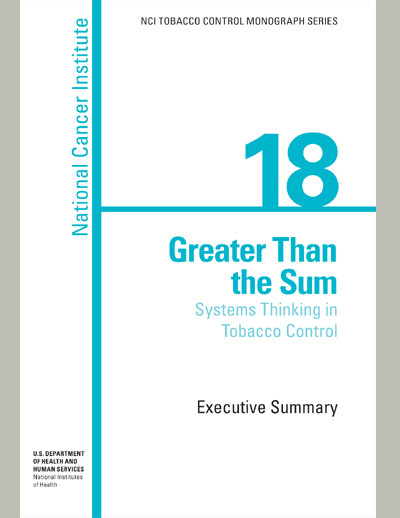 NCI TOBACCO CONTROL MONOGRAPH SERIES
National Cancer Institute
18
Greater Than
the Sum
Systems Thinking in
Tobacco Control
Executive Summary
U.S. DEPARTMENT
OF HEALTH AND
HUMAN SERVICES
National Institutes
of Health